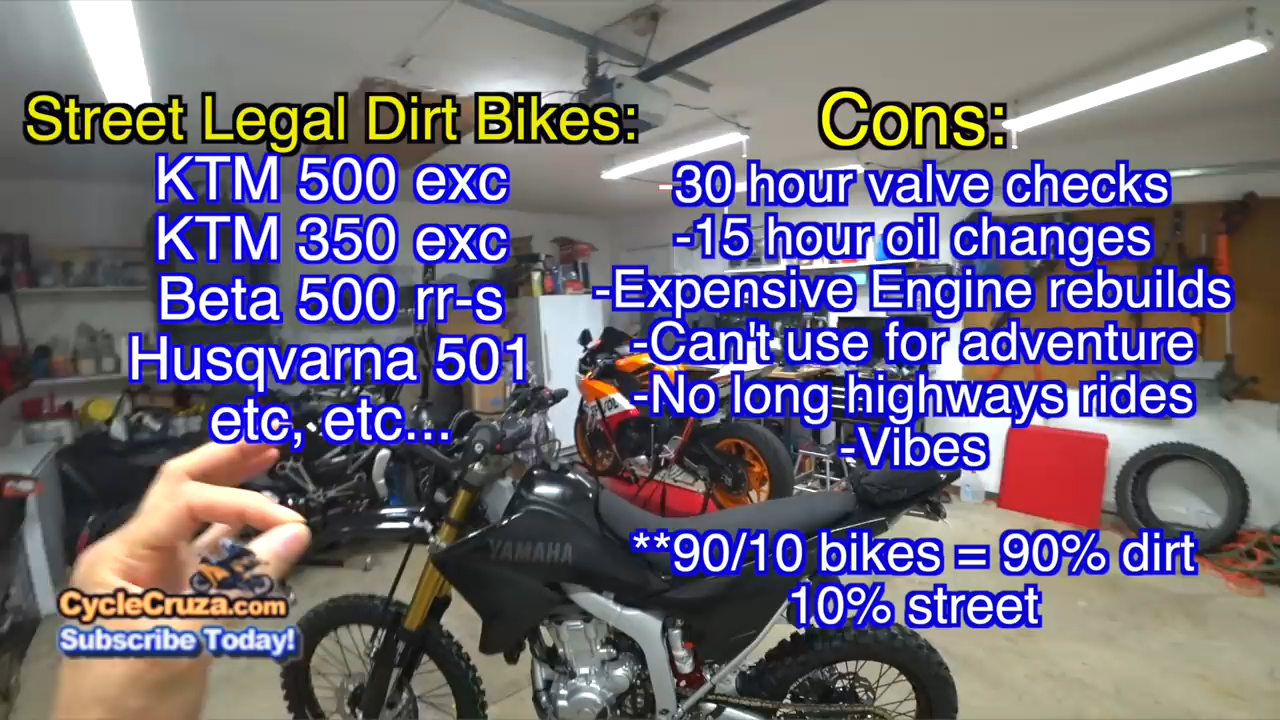 Street Legal Dirt Bikes:
KTM 500 exc
KTM 350 exc
Beta 500 rr-s
Husqvarna 501
etc, etc...
Cons:
-30 hour valve checks
-15 hour oil changes
-Expensive Engine rebuilds
-Can't use for adventure
-No long highways rides
-Vibes
**90/10 bikes = 90% dirt
10% street
YAMAHA
CycleCruza.com
Subscribe Today!